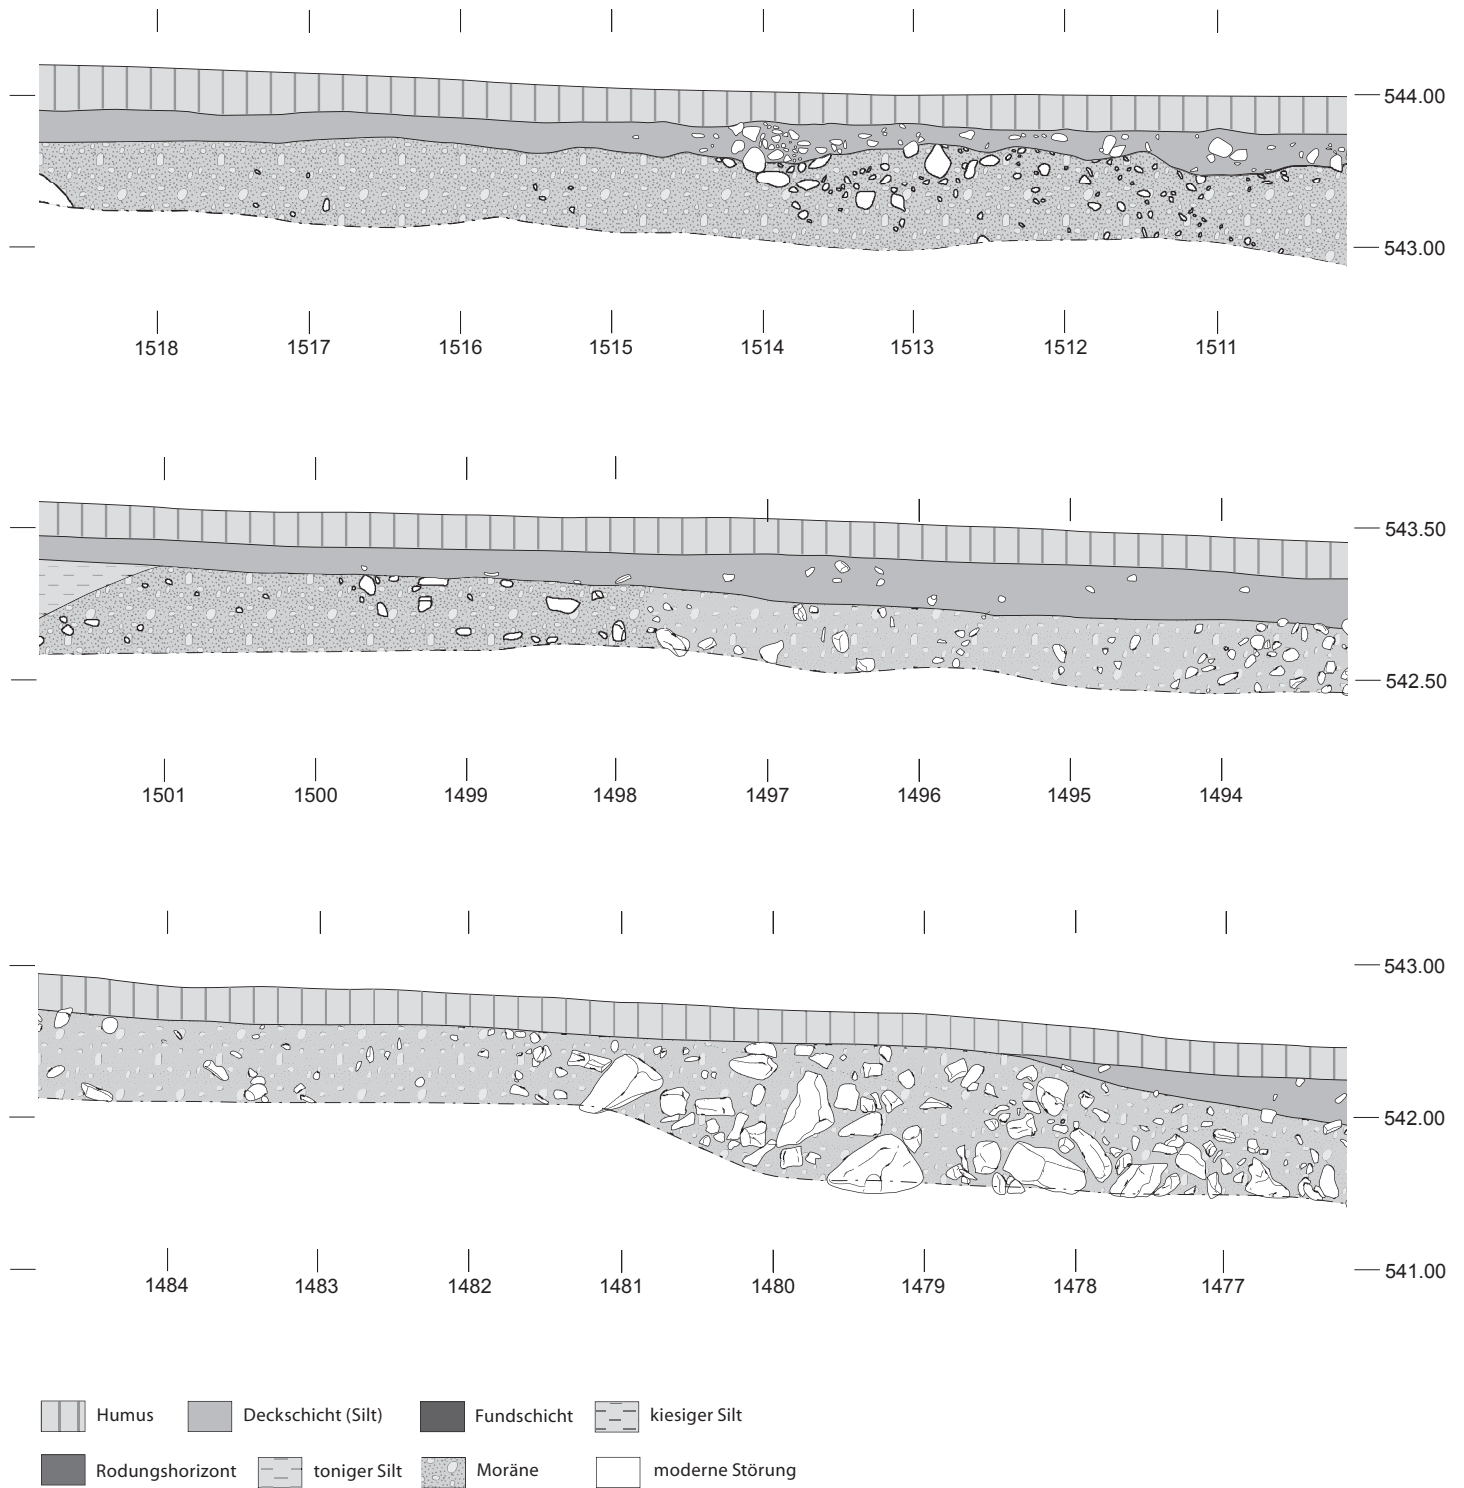 544.00
543.00
1518 1517 1516 1515 1514 1513 1512 1511
543.50
542.50
1501 1500 1499 1498 1497 1496 1495 1494
543.00
542.00
541.00
1484 1483 1482 1481 1480 1479 1478 1477
Humus Deckschicht (Silt) Fundschicht kiesiger Silt
Rodungshorizont toniger Silt Moräne moderne Störung